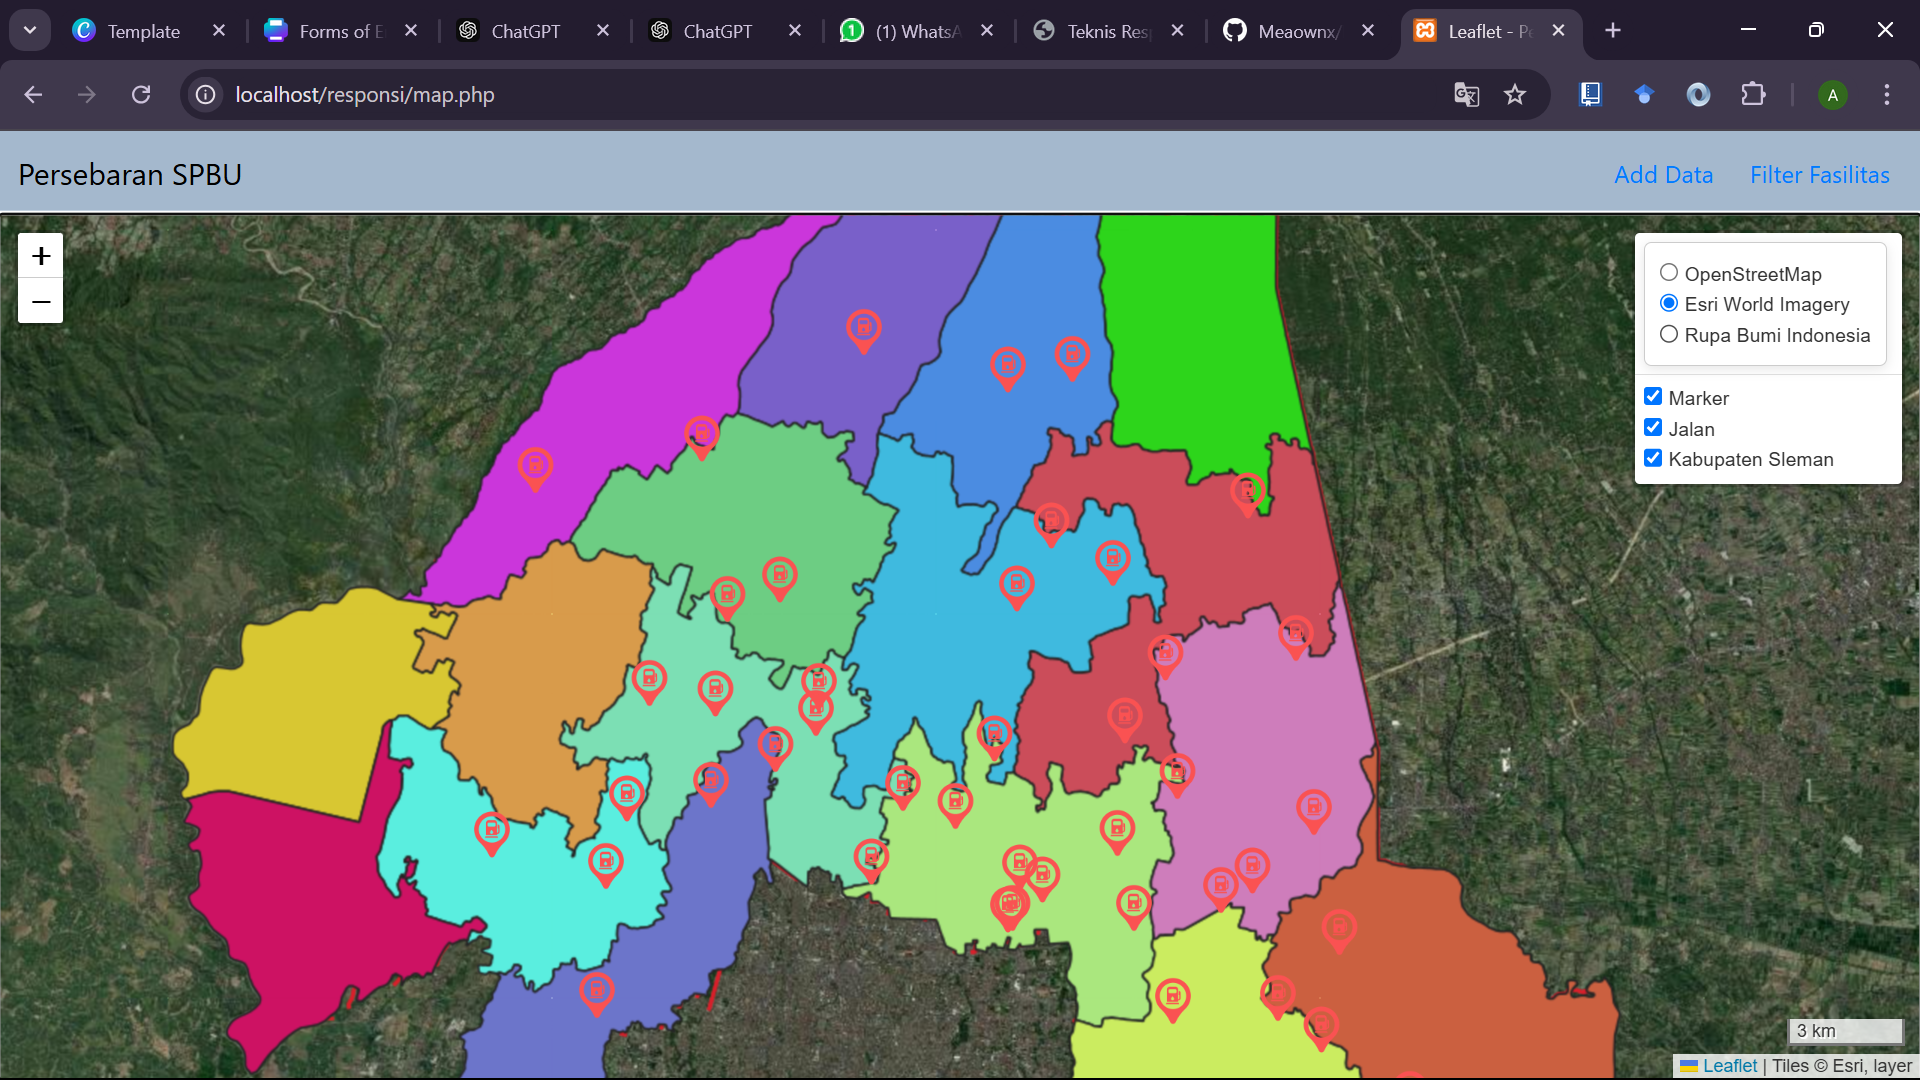 Template
Forms of E
ChatGPT
ChatGPT
(1) WhatsA
Teknis Resp
Meaownx/
Leaflet - Pe
localhost/responsi/map.php
A
Persebaran SPBU
Add Data
Filter Fasilitas
+
−
OpenStreetMap
Esri World Imagery
Rupa Bumi Indonesia
Marker
Jalan
Kabupaten Sleman
3 km
Leaflet | Tiles © Esri, layer